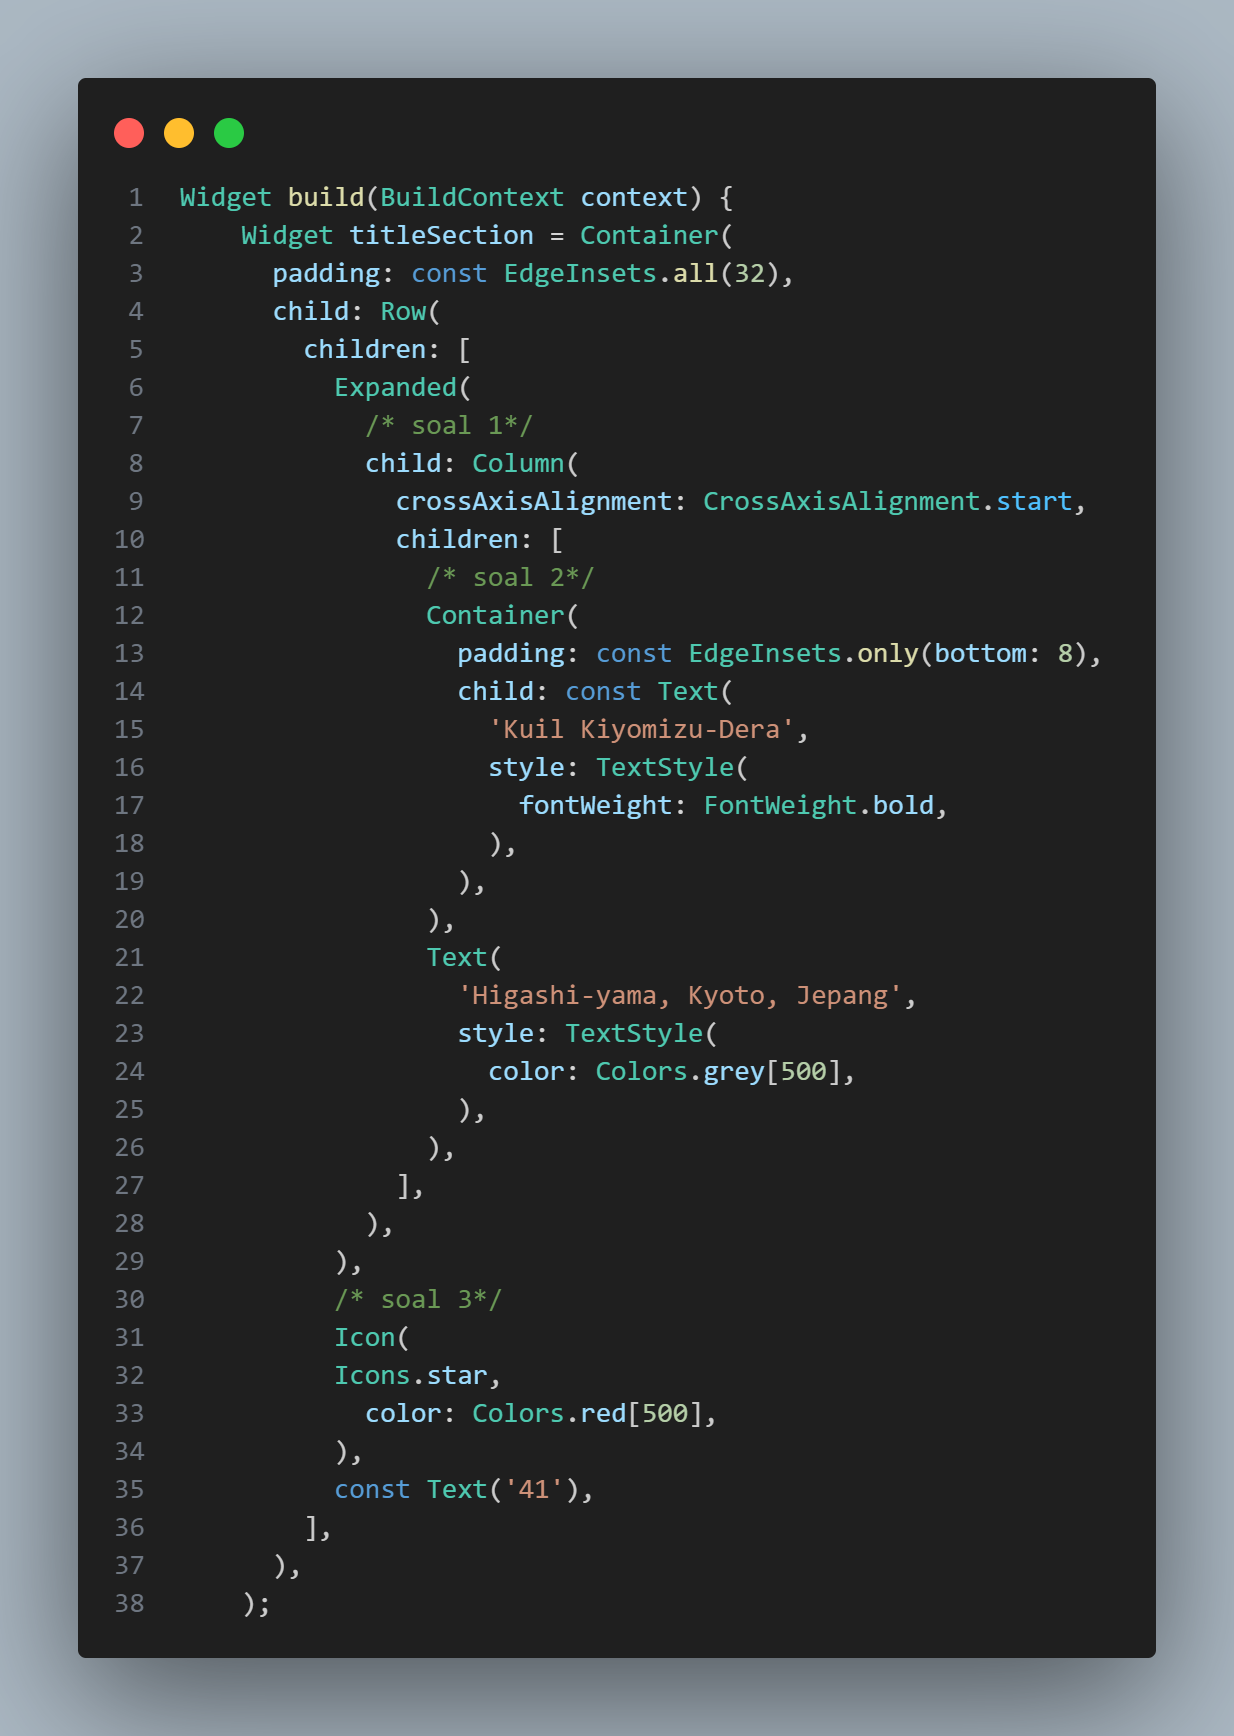 1 Widget build(BuildContext context) {
2     Widget titleSection = Container(
3       padding: const EdgeInsets.all(32),
4       child: Row(
5         children: [
6           Expanded(
7             /* soal 1*/
8             child: Column(
9               crossAxisAlignment: CrossAxisAlignment.start,
10               children: [
11                 /* soal 2*/
12                 Container(
13                   padding: const EdgeInsets.only(bottom: 8),
14                   child: const Text(
15                     'Kuil Kiyomizu-Dera',
16                     style: TextStyle(
17                       fontWeight: FontWeight.bold,
18                     ),
19                   ),
20                 ),
21                 Text(
22                   'Higashi-yama, Kyoto, Jepang',
23                   style: TextStyle(
24                     color: Colors.grey[500],
25                   ),
26                 ),
27               ],
28             ),
29           ),
30           /* soal 3*/
31           Icon(
32           Icons.star,
33             color: Colors.red[500],
34           ),
35           const Text('41'),
36         ],
37       ),
38     );